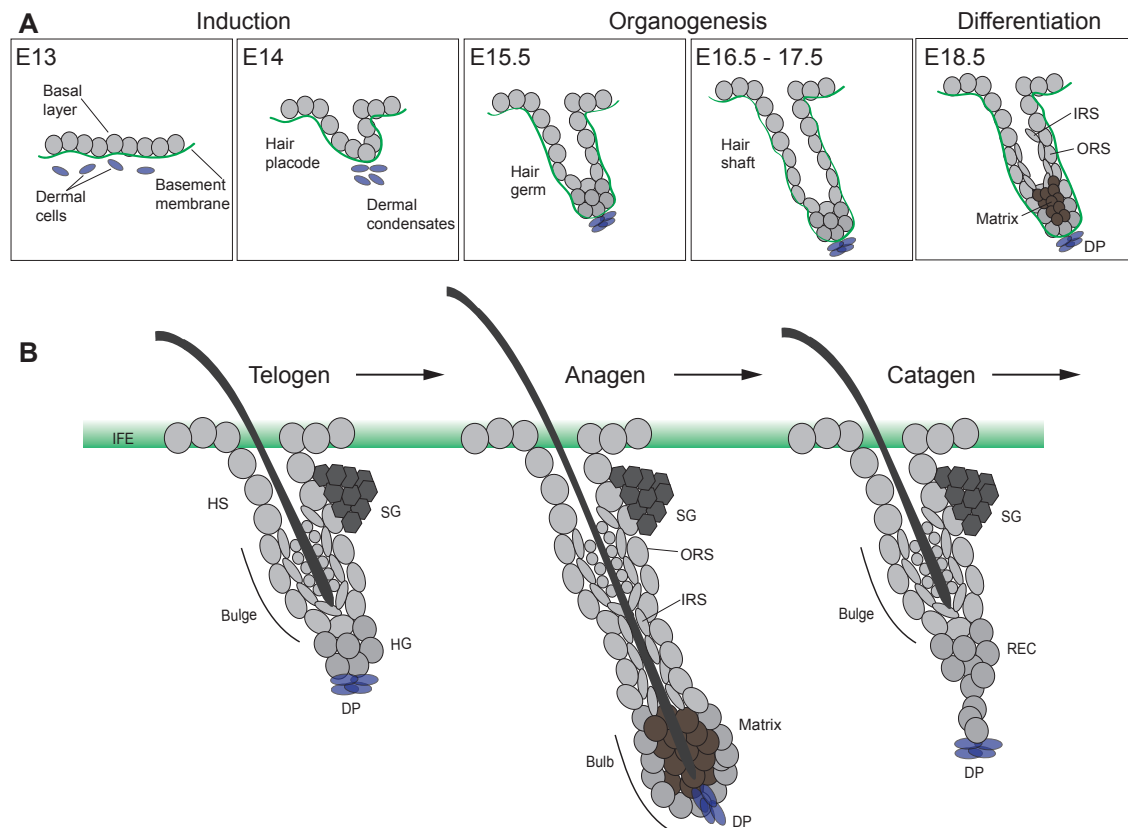 A
Induction
Organogenesis
Differentiation
E13
Basal
layer
Dermal
cells
Basement
membrane
E14
Hair
placode
Dermal
condensates
E15.5
Hair
germ
E16.5 - 17.5
Hair
shaft
E18.5
IRS
ORS
Matrix
DP
B
Telogen
Anagen
Catagen
IFE
HS
SG
Bulge
HG
DP
SG
ORS
IRS
Matrix
Bulb
DP
SG
Bulge
REC
DP